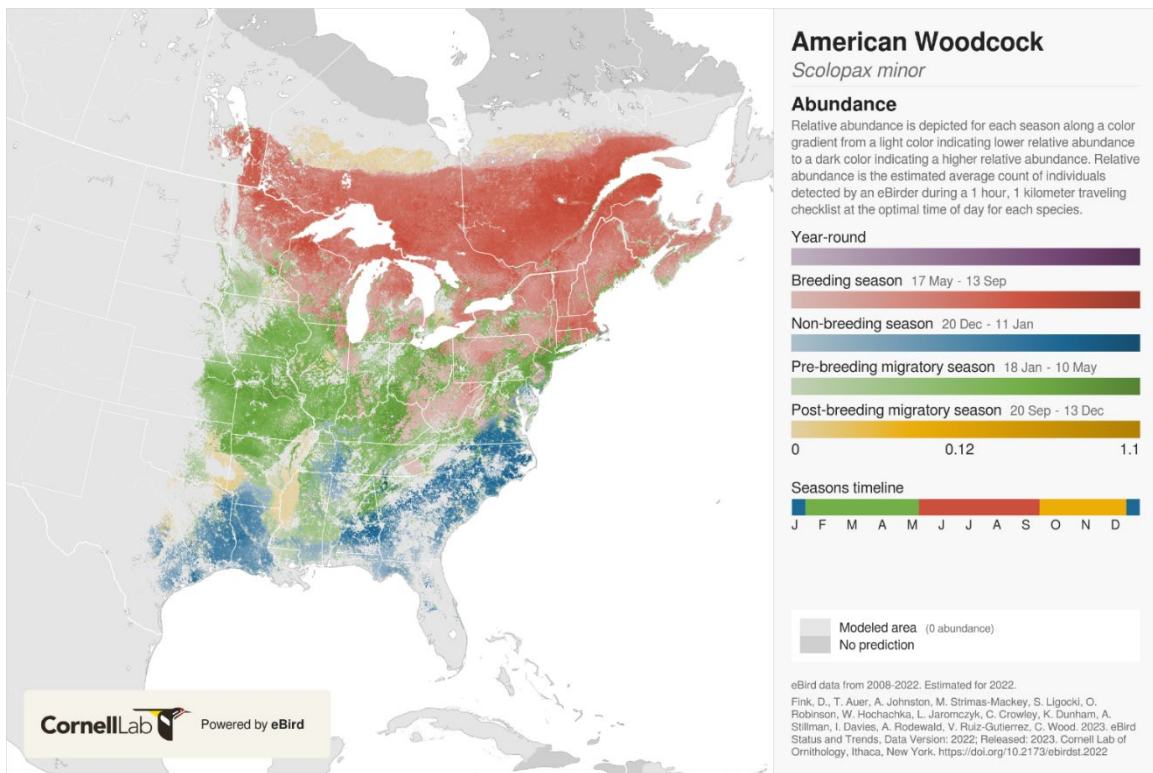 American Woodcock
Scolopax minor
Abundance
Relative abundance is depicted for each season along a color
gradient from a light color indicating lower relative abundance
to a dark color indicating a higher relative abundance. Relative
abundance is the estimated average count of individuals
detected by an eBirder during a 1 hour, 1 kilometer traveling
checklist at the optimal time of day for each species.
Year-round
Breeding season 17 May - 13 Sep
Non-breeding season 20 Dec - 11 Jan
Pre-breeding migratory season 18 Jan - 10 May
Post-breeding migratory season 20 Sep - 13 Dec
0 0.12 1.1
Seasons timeline
J F M A M J J A S O N D
Modeled area (0 abundance)
No prediction
eBird data from 2008-2022. Estimated for 2022.
Fink, D., T. Auer, A. Johnston, M. Strimas-Mackey, S. Ligocki, O.
Robinson, W. Hochachka, L. Jaromczyk, C. Crowley, K. Dunham, A.
Stillman, I. Davies, A. Rodewald, V. Ruiz-Gutierrez, C. Wood. 2023. eBird
Status and Trends, Data Version: 2022; Released: 2023. Cornell Lab of
Ornithology, Ithaca, New York. https://doi.org/10.2173/ebirdst.2022
CornellLab Powered by eBird